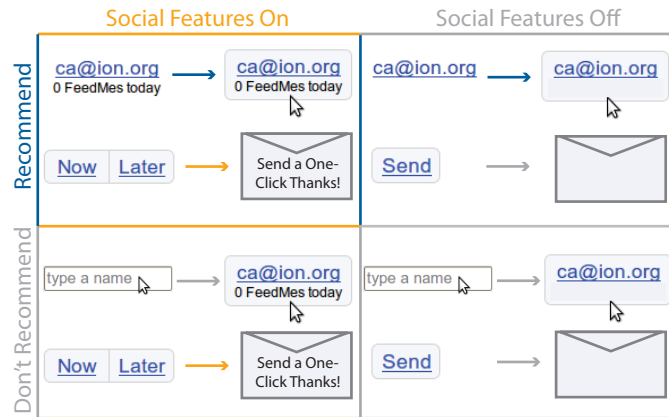 Social Features On
Social Features Off
Recommend
ca@ion.org
0 FeedMes today
ca@ion.org
0 FeedMes today
ca@ion.org
ca@ion.org
Now Later
Send a One-
Click Thanks!
Send
Don't Recommend
type a name
ca@ion.org
0 FeedMes today
type a name
ca@ion.org
Now Later
Send a One-
Click Thanks!
Send